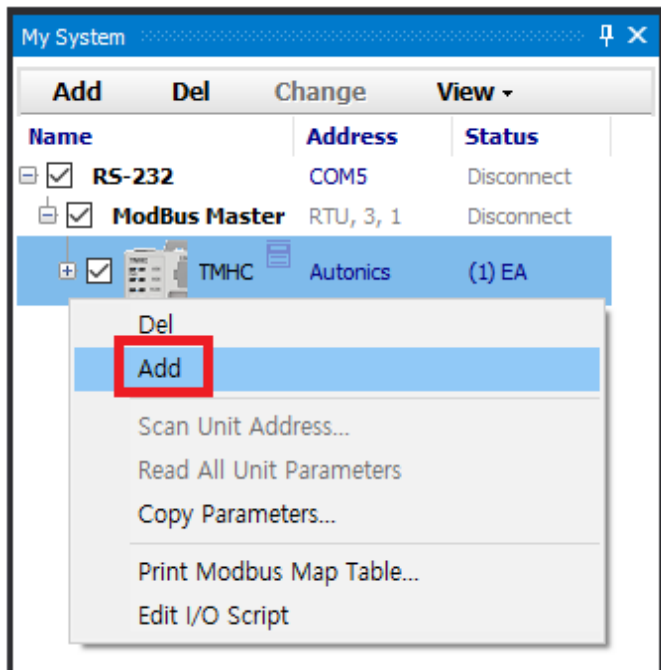 My System
Add Del Change View
Name Address Status
RS-232 COM5 Disconnect
ModBus Master RTU, 3, 1 Disconnect
TMHC Autonics (1) EA
Del
Add
Scan Unit Address...
Read All Unit Parameters
Copy Parameters...
Print Modbus Map Table...
Edit I/O Script